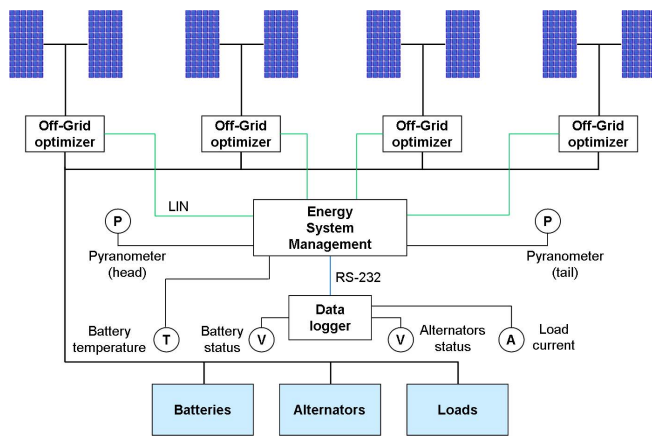 Off-Grid
optimizer
Off-Grid
optimizer
Off-Grid
optimizer
Off-Grid
optimizer
LIN
Energy
System
Management
P
Pyranometer
(head)
P
Pyranometer
(tail)
RS-232
Data
logger
Battery
temperature
T
Battery
status
V
V
Alternators
status
A
Load
current
Batteries
Alternators
Loads